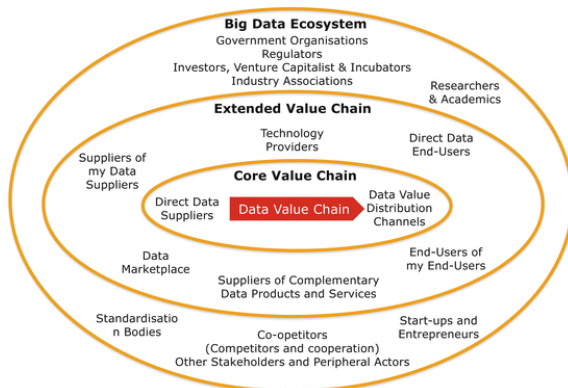 Big Data Ecosystem
Government Organisations
Regulators
Investors, Venture Capitalist & Incubators
Industry Associations
Researchers
& Academics
Extended Value Chain
Technology
Providers
Direct Data
End-Users
Suppliers of
my Data
Suppliers
Core Value Chain
Direct Data
Suppliers
Data Value Chain
Data Value
Distribution
Channels
Data
Marketplace
End-Users of
my End-Users
Suppliers of Complementary
Data Products and Services
Standardisatio
n Bodies
Start-ups and
Entrepreneurs
Co-opetitors
(Competitors and cooperation)
Other Stakeholders and Peripheral Actors